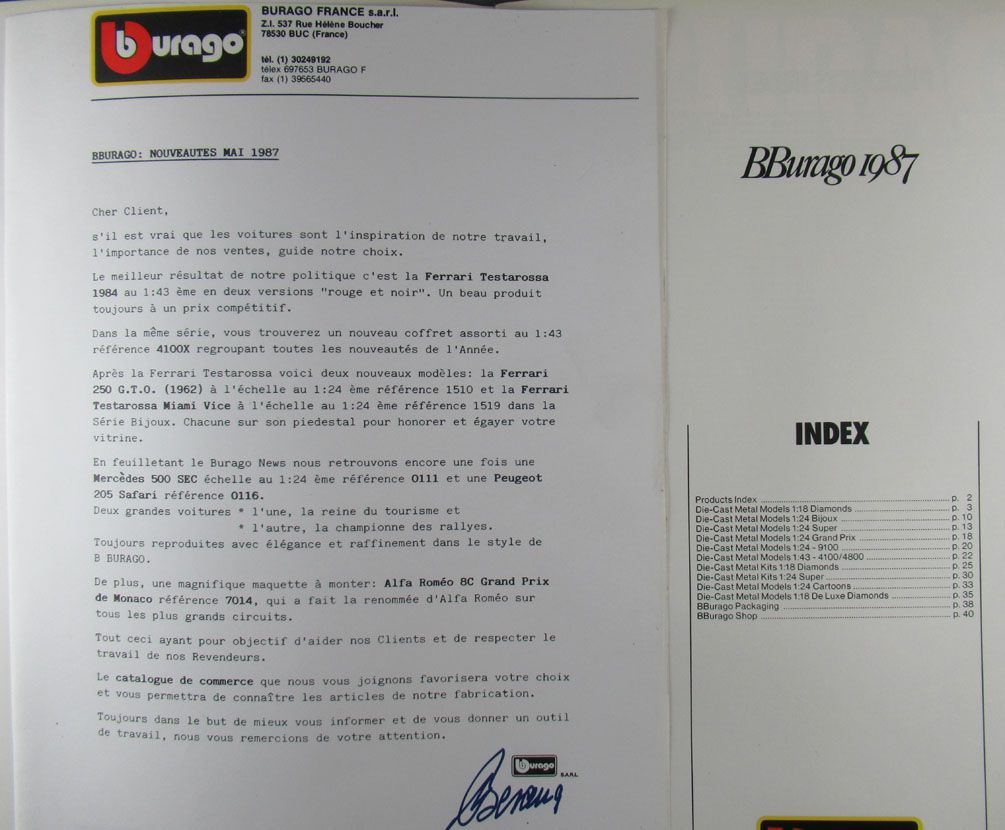 burago®
BURAGO FRANCE s.a.r.l.
Z.I. 537 Rue Hélène Boucher
78530 BUC (France)
tél. (1) 30249192
télex 697653 BURAGO F
fax (1) 39565440
BBURAGO: NOUVEAUTES MAI 1987
Cher Client,
s'il est vrai que les voitures sont l'inspiration de notre travail,
l'importance de nos ventes, guide notre choix.
Le meilleur résultat de notre politique c'est la Ferrari Testarossa
1984 au 1:43 ème en deux versions "rouge et noir". Un beau produit
toujours à un prix compétitif.
Dans la même série, vous trouverez un nouveau coffret assorti au 1:43
référence 4100X regroupant toutes les nouveautés de l'Année.
Après la Ferrari Testarossa voici deux nouveaux modèles: la Ferrari
250 G.T.O. (1962) à l'échelle au 1:24 ème référence 1510 et la Ferrari
Testarossa Miami Vice à l'échelle au 1:24 ème référence 1519 dans la
Série Bijoux. Chacune sur son piedestal pour honorer et égayer votre
vitrine.
En feuilletant le Burago News nous retrouvons encore une fois une
Mercèdes 500 SEC échelle au 1:24 ème référence 0111 et une Peugeot
205 Safari référence 0116.
Deux grandes voitures * l'une, la reine du tourisme et
* l'autre, la championne des rallyes.
Toujours reproduites avec élégance et raffinement dans le style de
B BURAGO.
De plus, une magnifique maquette à monter: Alfa Roméo 8C Grand Prix
de Monaco référence 7014, qui a fait la renommée d'Alfa Roméo sur
tous les plus grands circuits.
Tout ceci ayant pour objectif d'aider nos Clients et de respecter le
travail de nos Revendeurs.
Le catalogue de commerce que nous vous joignons favorisera votre choix
et vous permettra de connaître les articles de notre fabrication.
Toujours dans le but de mieux vous informer et de vous donner un outil
de travail, nous vous remercions de votre attention.
burago
S.A.R.L.
BBurago 1987
INDEX
Products Index ........ p. 2
Die-Cast Metal Models 1:18 Diamonds ........ p. 3
Die-Cast Metal Models 1:24 Bijoux ........ p. 10
Die-Cast Metal Models 1:24 Super ........ p. 13
Die-Cast Metal Models 1:24 Grand Prix ........ p. 18
Die-Cast Metal Models 1:24 - 9100 ........ p. 20
Die-Cast Metal Models 1:43 - 4100/4800 ........ p. 22
Die-Cast Metal Kits 1:18 Diamonds ........ p. 25
Die-Cast Metal Kits 1:24 Super ........ p. 30
Die-Cast Metal Models 1:24 Cartoons ........ p. 33
Die-Cast Metal Models 1:18 De Luxe Diamonds ........ p. 35
BBurago Packaging ........ p. 38
BBurago Shop ........ p. 40